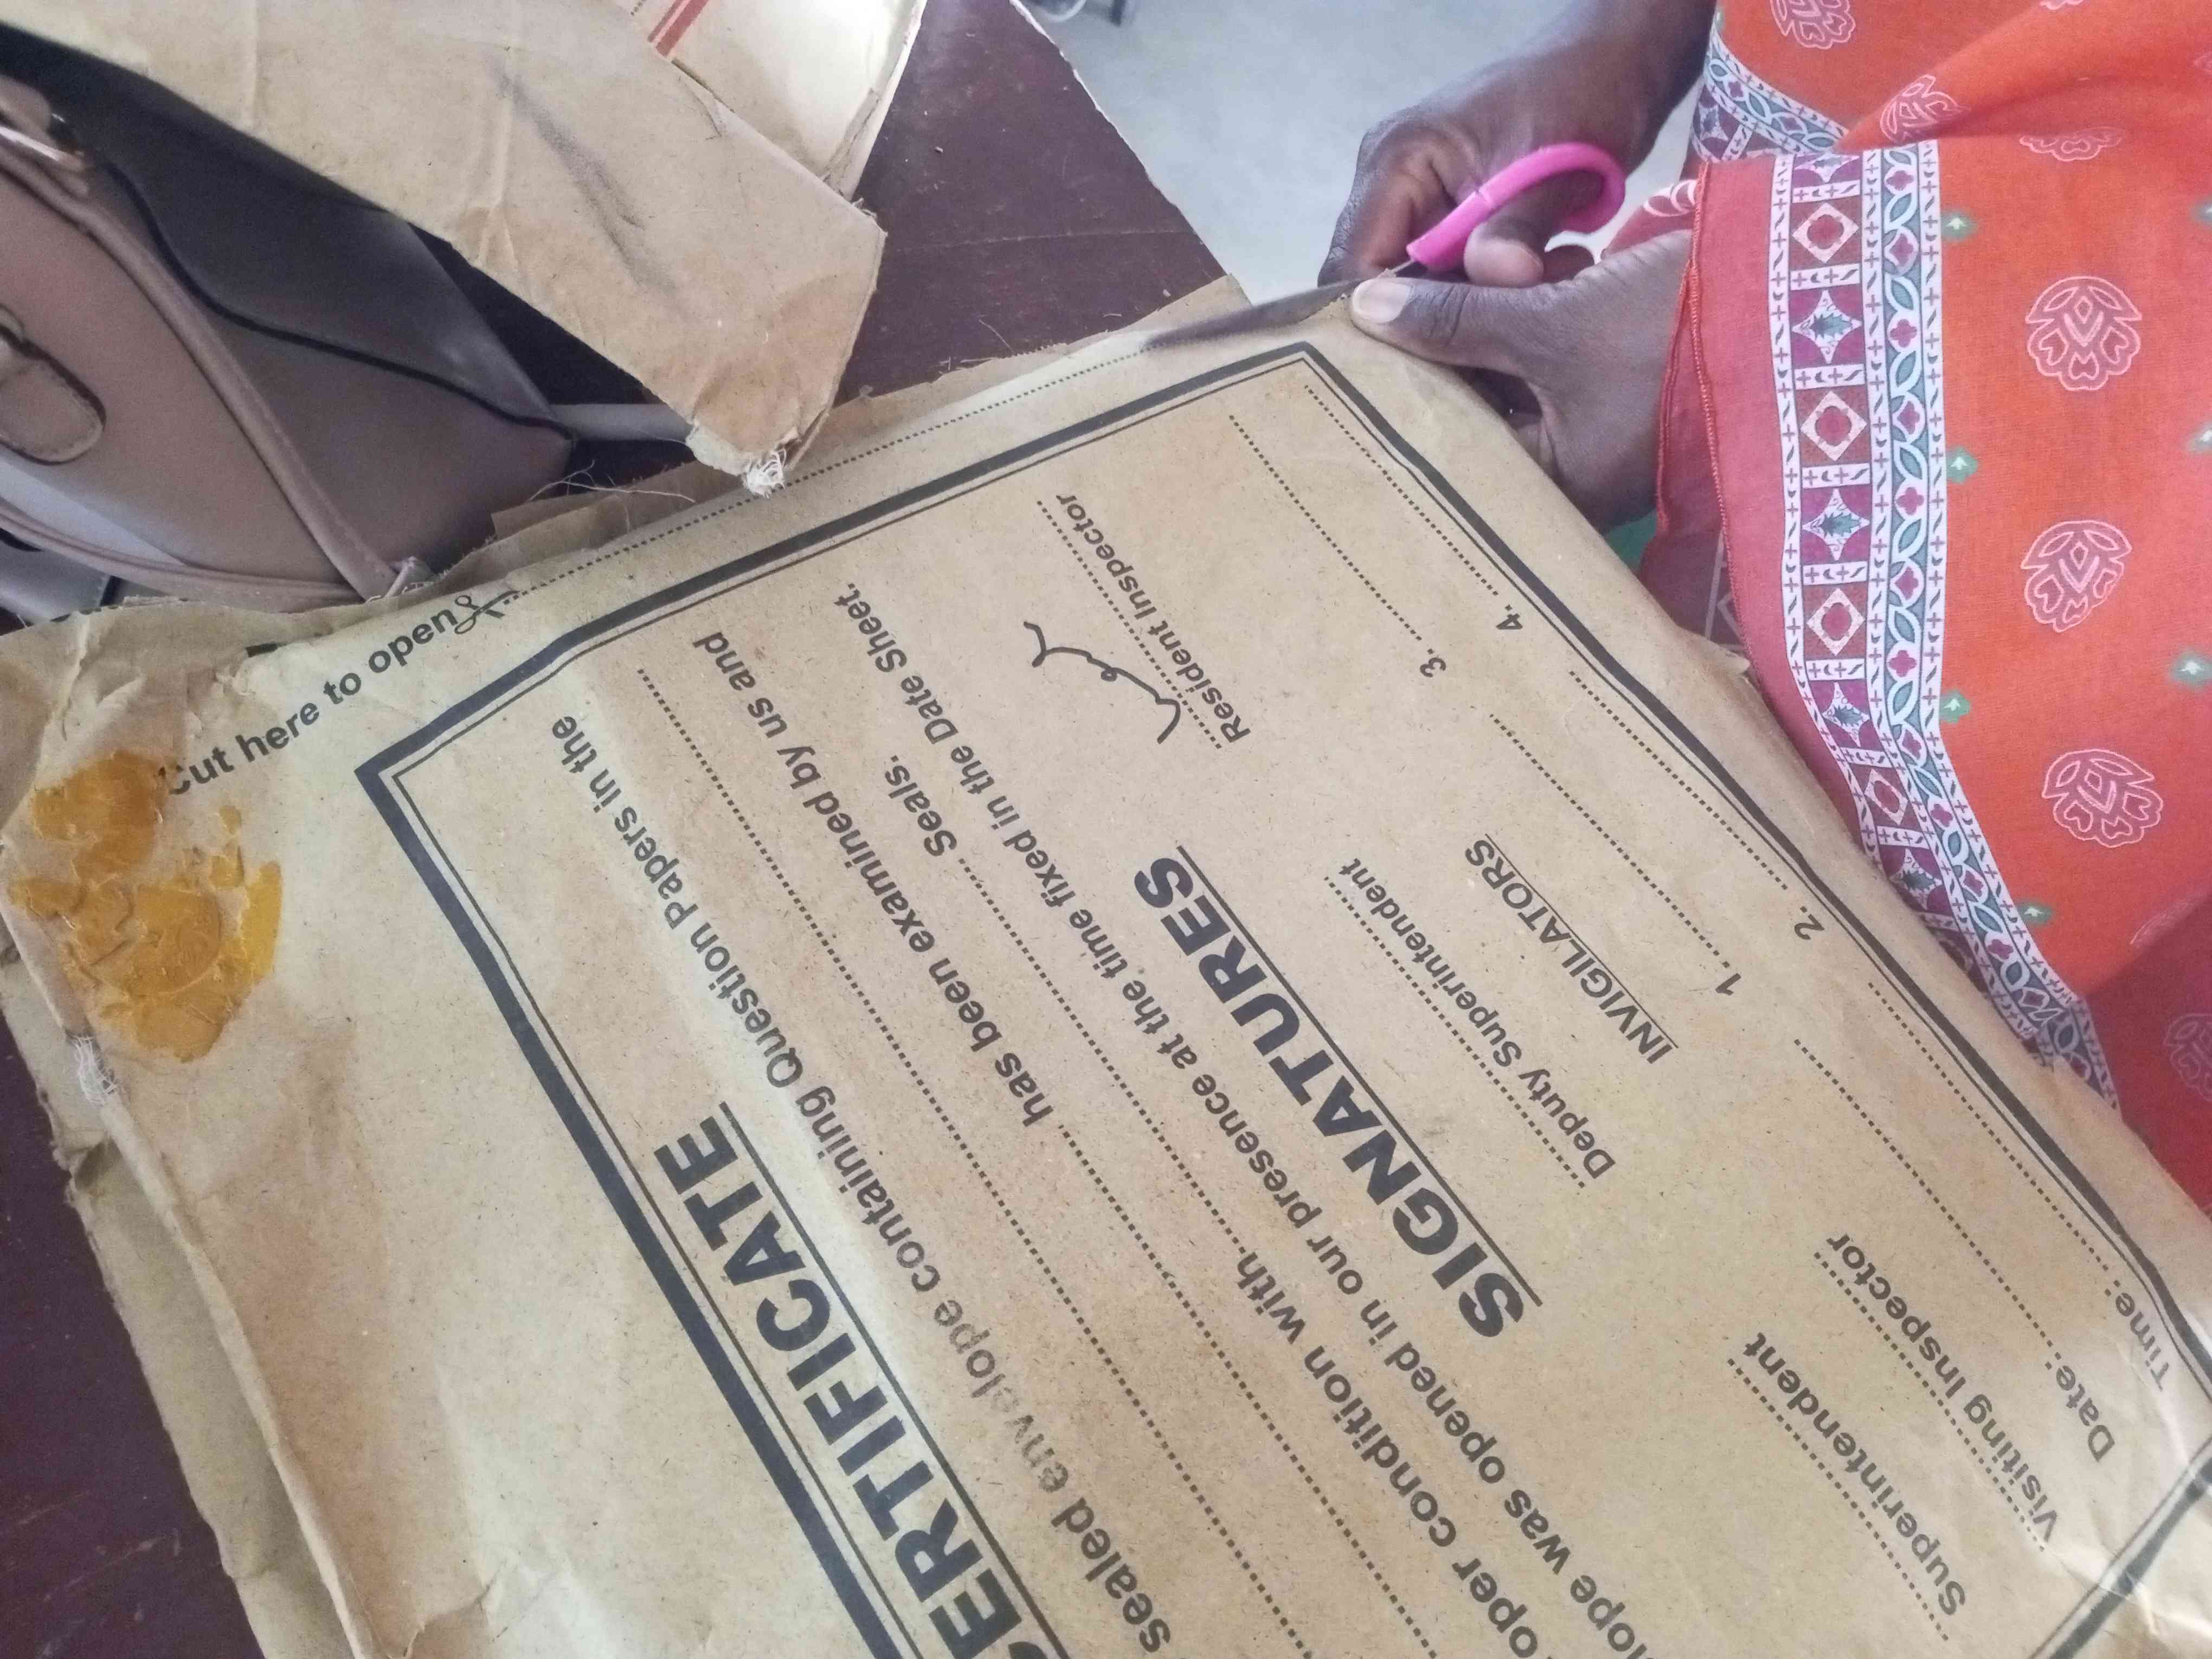 Cut here to open
CERTIFICATE
sealed envelope containing Question Papers in the
has been examined by us and
condition with Seals.
was opened in our presence at the time fixed in the Date Sheet.
SIGNATURES
Superintendent Deputy Superintendent Resident Inspector
Visiting Inspector INVIGILATORS
Date: 1. 3.
Time: 2. 4.